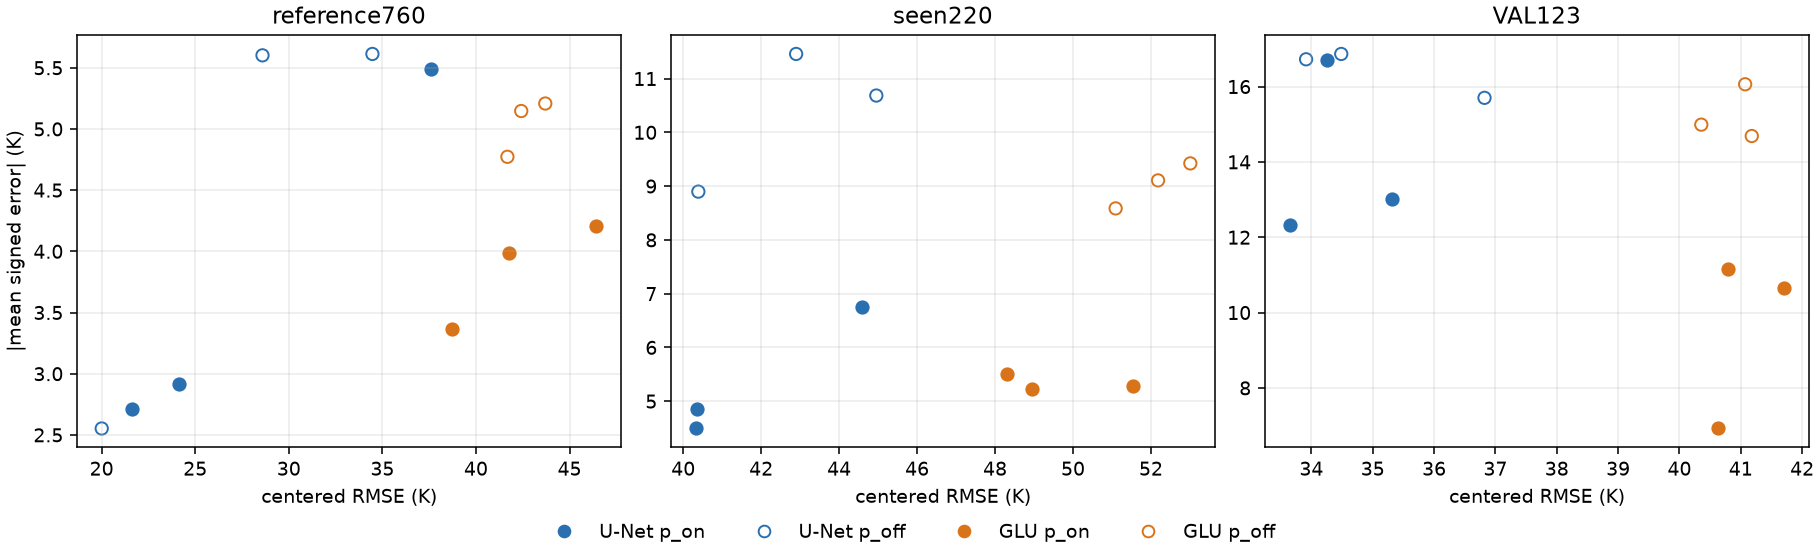 reference760
seen220
VAL123
|mean signed error| (K)
5.5
5.0
4.5
4.0
3.5
3.0
2.5
20 25 30 35 40 45
centered RMSE (K)
11
10
9
8
7
6
5
40 42 44 46 48 50 52
centered RMSE (K)
16
14
12
10
8
34 35 36 37 38 39 40 41 42
centered RMSE (K)
U-Net p_on U-Net p_off GLU p_on GLU p_off